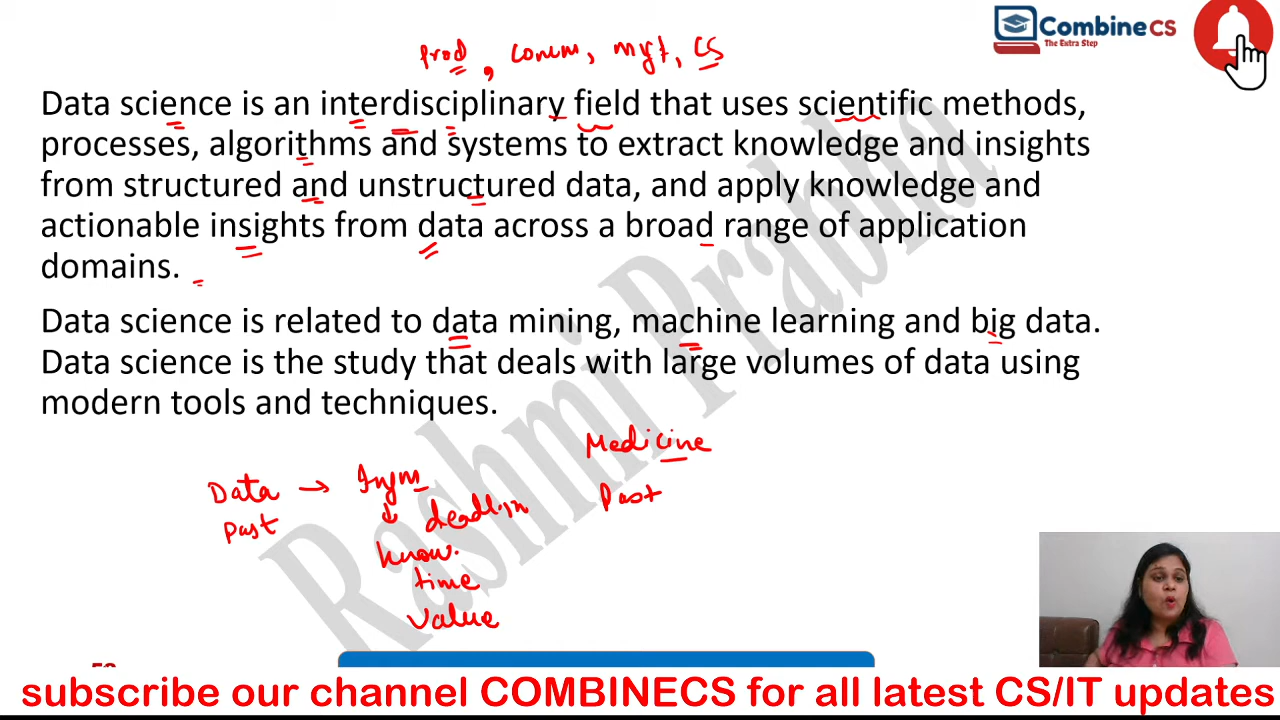 CombineCS
The Extra Step
Prod, comm, mgt, CS
Data science is an interdisciplinary field that uses scientific methods,
processes, algorithms and systems to extract knowledge and insights
from structured and unstructured data, and apply knowledge and
actionable insights from data across a broad range of application
domains.
Data science is related to data mining, machine learning and big data.
Data science is the study that deals with large volumes of data using
modern tools and techniques.
Medicine
Data →
Past
Past
know.
time
value
Rashmi Prabha
subscribe our channel COMBINECS for all latest CS/IT updates